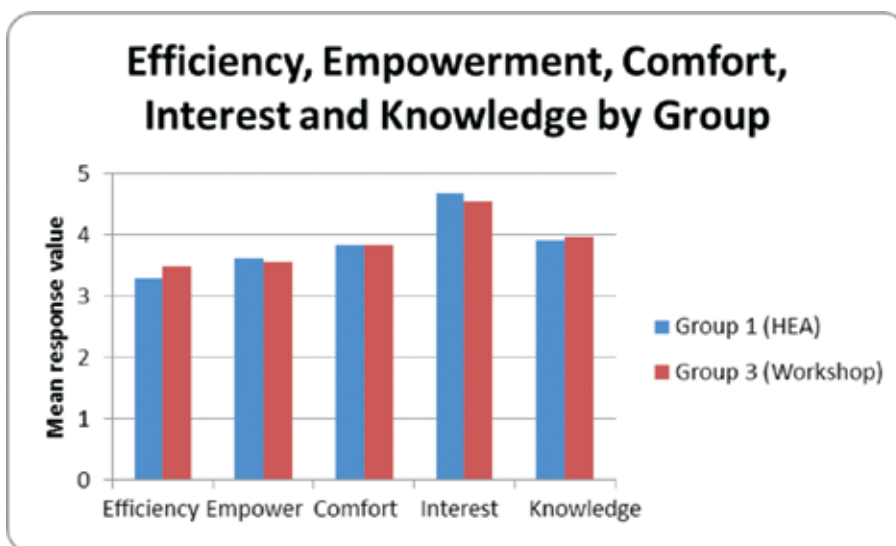 Efficiency, Empowerment, Comfort,
Interest and Knowledge by Group
Mean response value
5
4
3
2
1
0
Efficiency Empower Comfort Interest Knowledge
Group 1 (HEA)
Group 3 (Workshop)